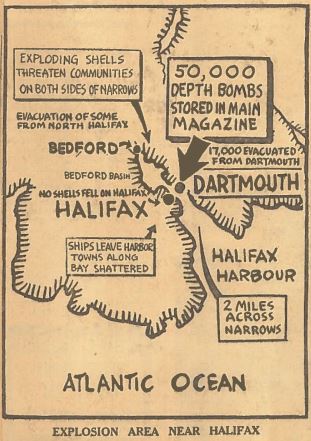 EXPLODING SHELLS
THREATEN COMMUNITIES
ON BOTH SIDES OF NARROWS
50,000
DEPTH BOMBS
STORED IN MAIN
MAGAZINE
EVACUATION OF SOME
FROM NORTH HALIFAX
17,000 EVACUATED
FROM DARTMOUTH
BEDFORD
BEDFORD BASIN
DARTMOUTH
NO SHELLS FELL ON HALIFAX
HALIFAX
SHIPS LEAVE HARBOR
TOWNS ALONG
BAY SHATTERED
HALIFAX
HARBOUR
2 MILES
ACROSS
NARROWS
ATLANTIC OCEAN
EXPLOSION AREA NEAR HALIFAX